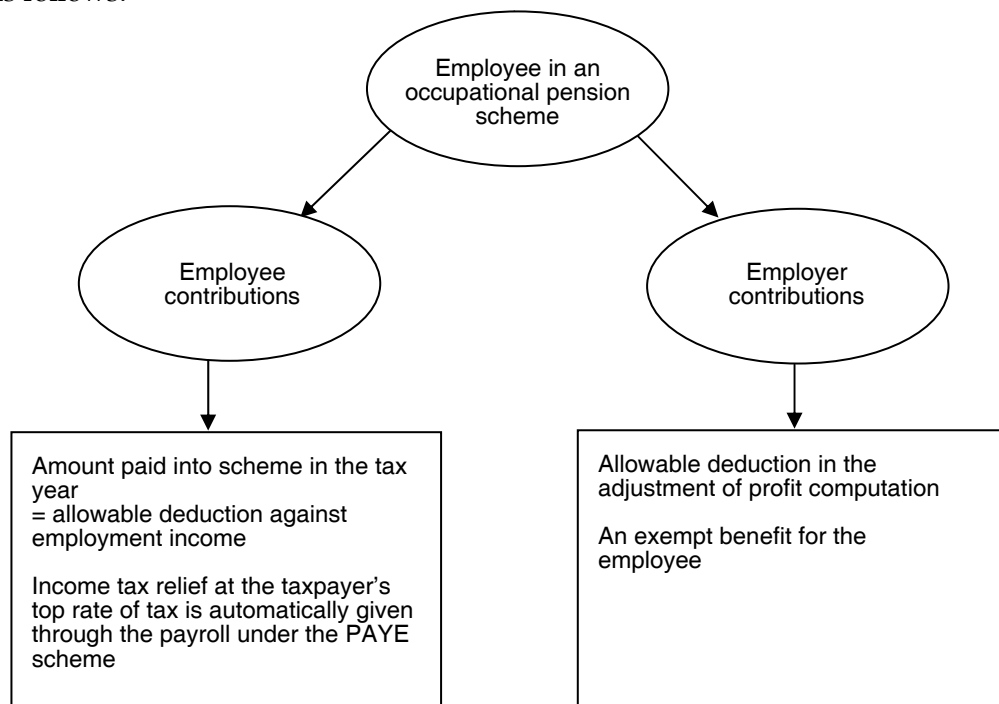 Employee in an
occupational pension
scheme
Employee
contributions
Employer
contributions
Amount paid into scheme in the tax
year
= allowable deduction against
employment income
Income tax relief at the taxpayer's
top rate of tax is automatically given
through the payroll under the PAYE
scheme
Allowable deduction in the
adjustment of profit computation
An exempt benefit for the
employee